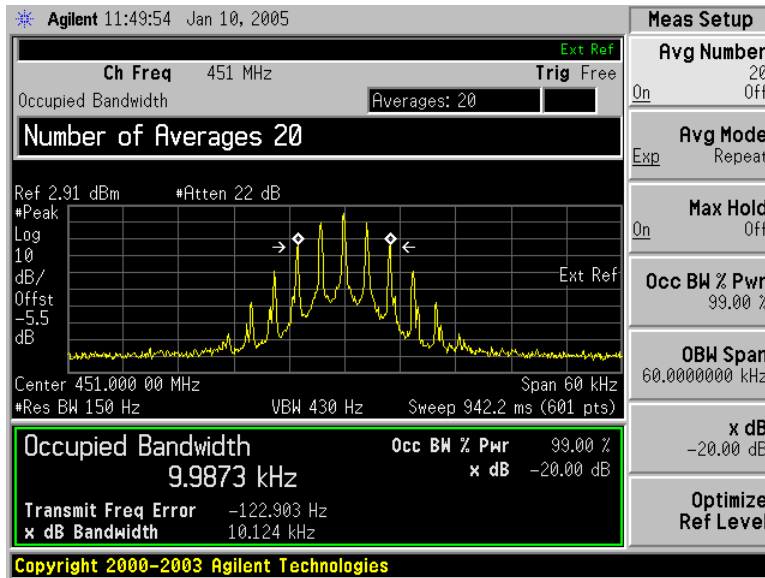 Agilent 11:49:54 Jan 10, 2005
Meas Setup
Ext Ref
Ch Freq 451 MHz Trig Free
Occupied Bandwidth Averages: 20
Number of Averages 20
Ref 2.91 dBm #Atten 22 dB
#Peak
Log
10
dB/
Offst
-5.5
dB
Ext Ref
Center 451.000 00 MHz Span 60 kHz
#Res BW 150 Hz VBW 430 Hz Sweep 942.2 ms (601 pts)
Occupied Bandwidth
9.9873 kHz
Occ BW % Pwr 99.00 %
x dB -20.00 dB
Transmit Freq Error -122.903 Hz
x dB Bandwidth 10.124 kHz
Avg Number
20
On Off
Avg Mode
Exp Repeat
Max Hold
On Off
Occ BW % Pwr
99.00 %
OBW Span
60.0000000 kHz
x dB
-20.00 dB
Optimize
Ref Level
Copyright 2000-2003 Agilent Technologies